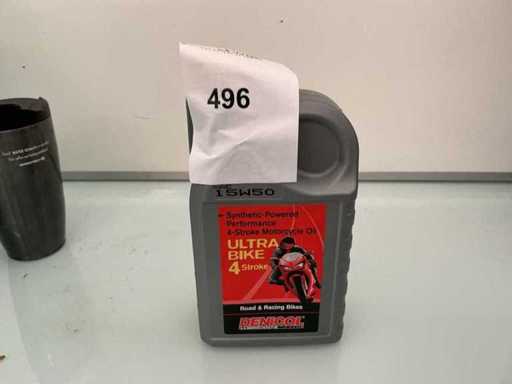 496
15W50
Synthetic-Powered
Performance
4-Stroke Motorcycle Oil
ULTRA
BIKE
4 Stroke
Road & Racing Bikes
DENICOL